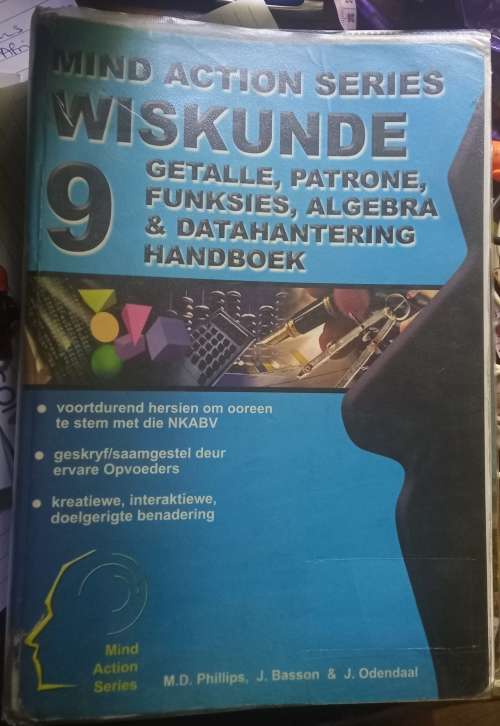 MIND ACTION SERIES
WISKUNDE
9
GETALLE, PATRONE,
FUNKSIES, ALGEBRA
& DATAHANTERING
HANDBOEK
• voortdurend hersien om ooreen
te stem met die NKABV
• geskryf/saamgestel deur
ervare Opvoeders
• kreatiewe, interaktiewe,
doelgerigte benadering
Mind
Action
Series
M.D. Phillips, J. Basson & J. Odendaal